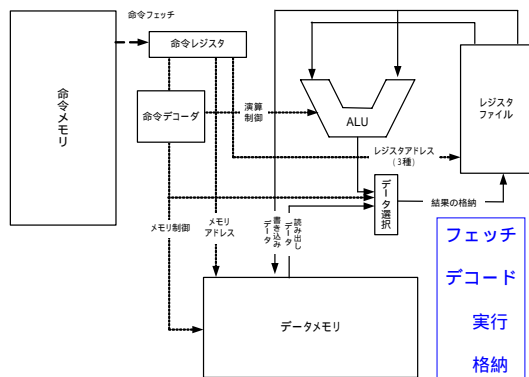 命令フェッチ
命令レジスタ
命令メモリ
命令デコーダ
演算
制御
ALU
レジスタ
ファイル
レジスタアドレス
(3種)
データ選択
結果の格納
メモリ制御
メモリ
アドレス
書き込み
データ
読み出し
データ
データメモリ
フェッチ
デコード
実行
格納